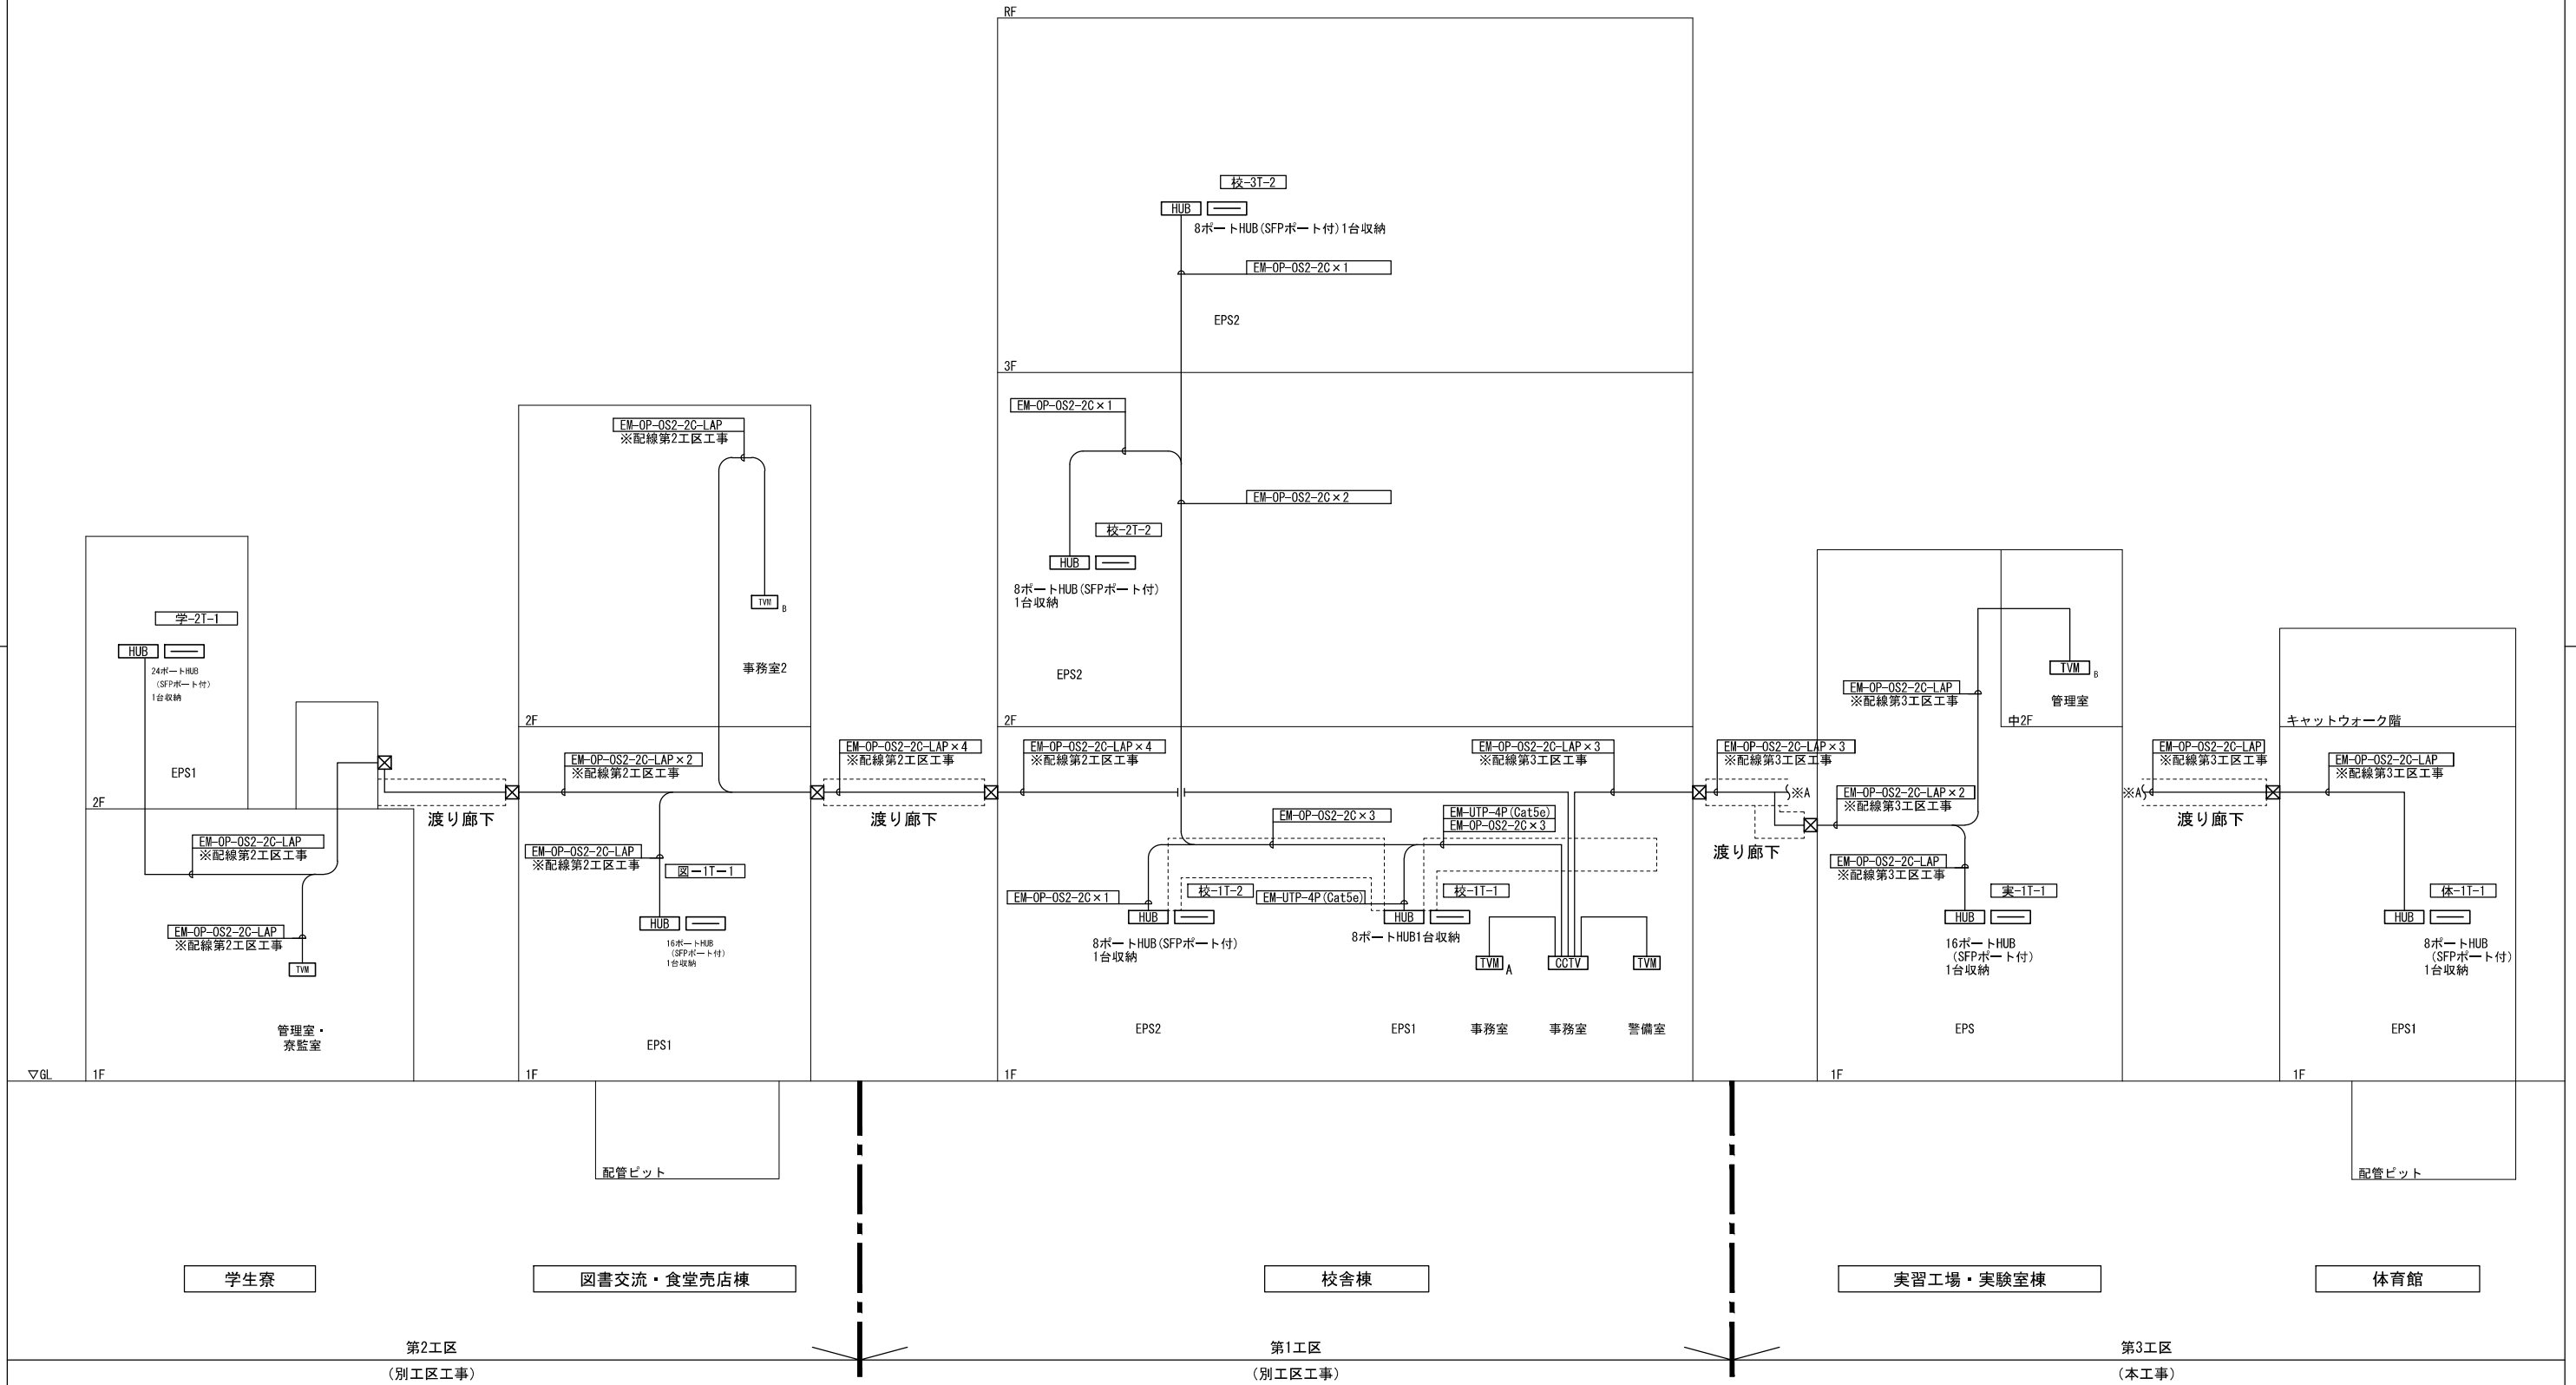 RF
校-3T-2
HUB
8ポートHUB(SFPポート付)1台収納
EM-OP-OS2-2C×1
EPS2
3F
EM-OP-OS2-2C×1
EM-OP-OS2-2C×2
校-2T-2
HUB
8ポートHUB(SFPポート付)
1台収納
EPS2
2F
学-2T-1
HUB
24ポートHUB
(SFPポート付)
1台収納
EPS1
2F
EM-OP-OS2-2C-LAP
※配線第2工区工事
EM-OP-OS2-2C-LAP
※配線第2工区工事
TVM
管理室・
寮監室
▽GL
1F
渡り廊下
EM-OP-OS2-2C-LAP
※配線第2工区工事
TVM
B
事務室2
2F
EM-OP-OS2-2C-LAP×2
※配線第2工区工事
EM-OP-OS2-2C-LAP
※配線第2工区工事
図ー1Tー1
HUB
16ポートHUB
(SFPポート付)
1台収納
EPS1
1F
配管ピット
EM-OP-OS2-2C-LAP×4
※配線第2工区工事
渡り廊下
EM-OP-OS2-2C-LAP×4
※配線第2工区工事
EM-OP-OS2-2C-LAP×3
※配線第3工区工事
EM-OP-OS2-2C×3
EM-UTP-4P(Cat5e)
EM-OP-OS2-2C×3
EM-OP-OS2-2C×1
校-1T-2
EM-UTP-4P(Cat5e)
校-1T-1
HUB
8ポートHUB(SFPポート付)
1台収納
HUB
8ポートHUB1台収納
TVM
A
CCTV
TVM
EPS2
EPS1
事務室
事務室
警備室
1F
EM-OP-OS2-2C-LAP×3
※配線第3工区工事
※A
渡り廊下
EM-OP-OS2-2C-LAP
※配線第3工区工事
TVM
B
管理室
中2F
EM-OP-OS2-2C-LAP×2
※配線第3工区工事
EM-OP-OS2-2C-LAP
※配線第3工区工事
実-1T-1
HUB
16ポートHUB
(SFPポート付)
1台収納
EPS
1F
EM-OP-OS2-2C-LAP
※配線第3工区工事
※A
渡り廊下
キャットウォーク階
EM-OP-OS2-2C-LAP
※配線第3工区工事
体-1T-1
HUB
8ポートHUB
(SFPポート付)
1台収納
EPS1
1F
配管ピット
学生寮
図書交流・食堂売店棟
校舎棟
実習工場・実験室棟
体育館
第2工区
(別工区工事)
第1工区
(別工区工事)
第3工区
(本工事)